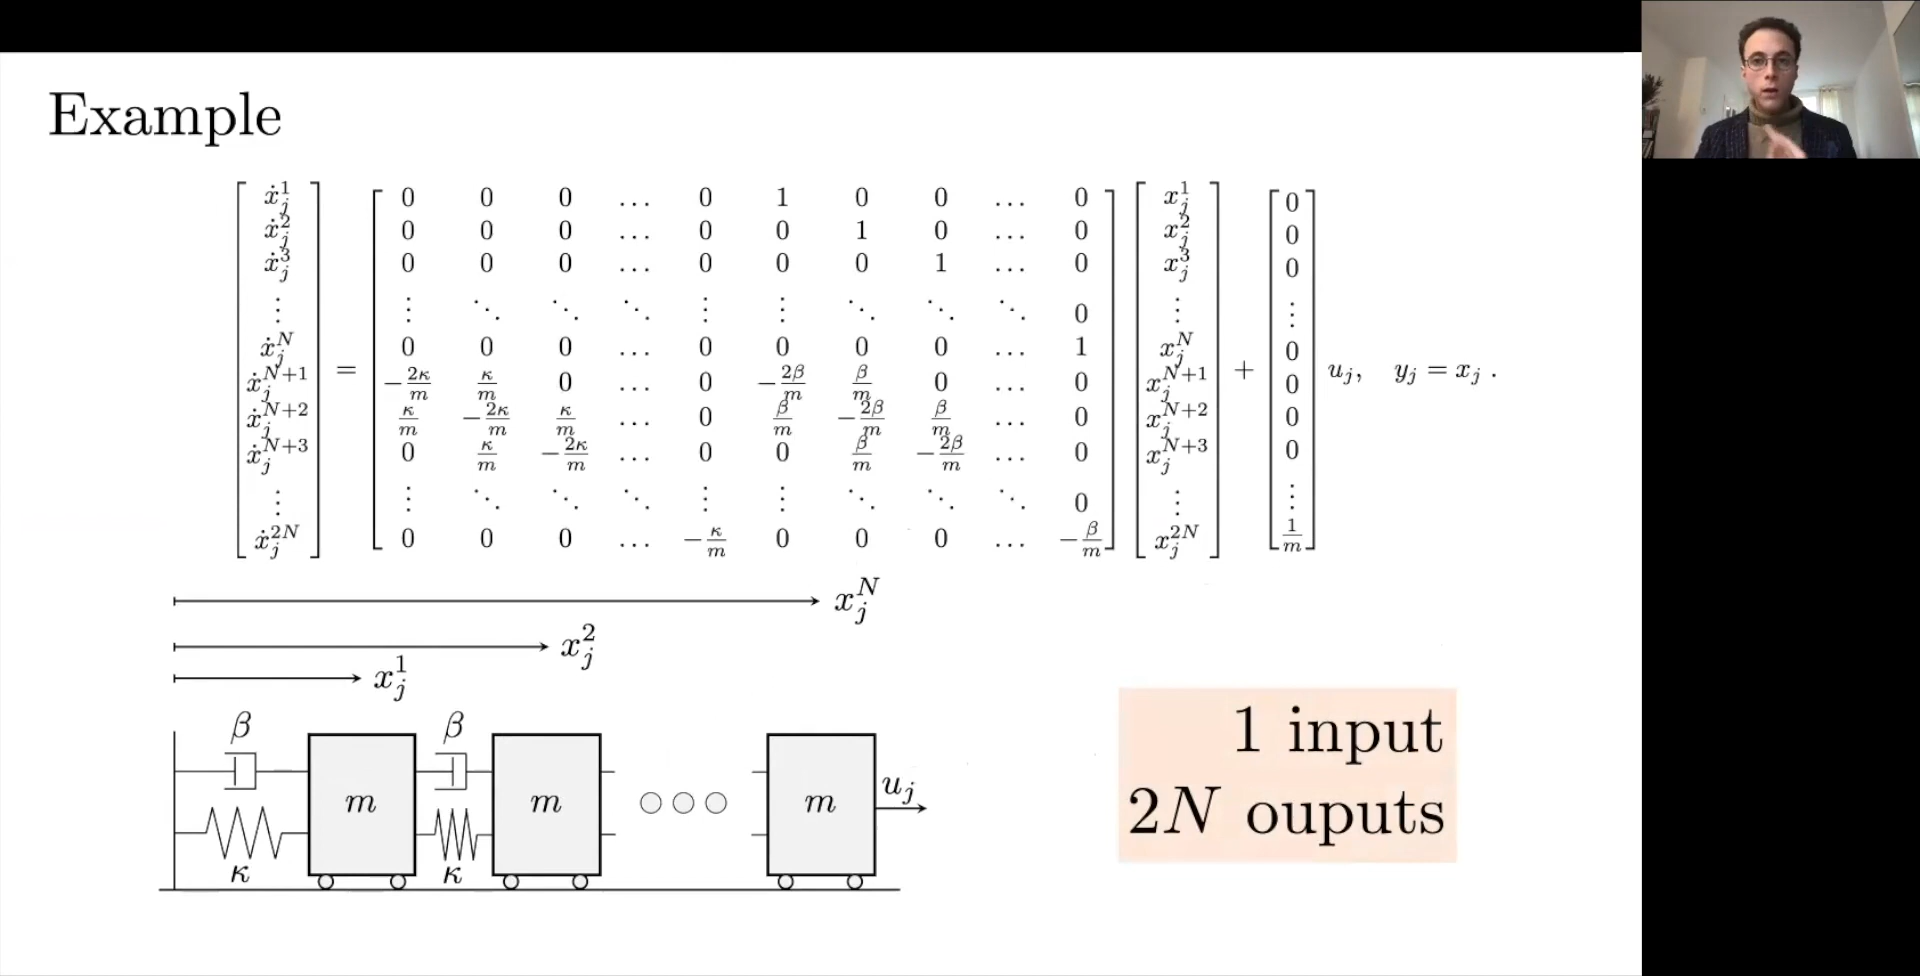 Example
ẋ_j^1 0 0 0 … 0 1 0 0 … 0 x_j^1 0
ẋ_j^2 0 0 0 … 0 0 1 0 … 0 x_j^2 0
ẋ_j^3 0 0 0 … 0 0 0 1 … 0 x_j^3 0
⋮ ⋮ ⋱ ⋱ ⋱ ⋮ ⋮ ⋱ ⋱ ⋱ 0 ⋮ ⋮
ẋ_j^N 0 0 0 … 0 0 0 0 … 1 x_j^N 0
ẋ_j^{N+1} = -2κ/m κ/m 0 … 0 -2β/m β/m 0 … 0 x_j^{N+1} + 0 u_j, y_j = x_j .
ẋ_j^{N+2} κ/m -2κ/m κ/m … 0 β/m -2β/m β/m … 0 x_j^{N+2} 0
ẋ_j^{N+3} 0 κ/m -2κ/m … 0 0 β/m -2β/m … 0 x_j^{N+3} 0
⋮ ⋮ ⋱ ⋱ ⋱ ⋮ ⋮ ⋱ ⋱ ⋱ 0 ⋮ ⋮
ẋ_j^{2N} 0 0 0 … -κ/m 0 0 0 … -β/m x_j^{2N} 1/m
x_j^N
x_j^2
x_j^1
β β
m m m u_j
κ κ
1 input
2N ouputs